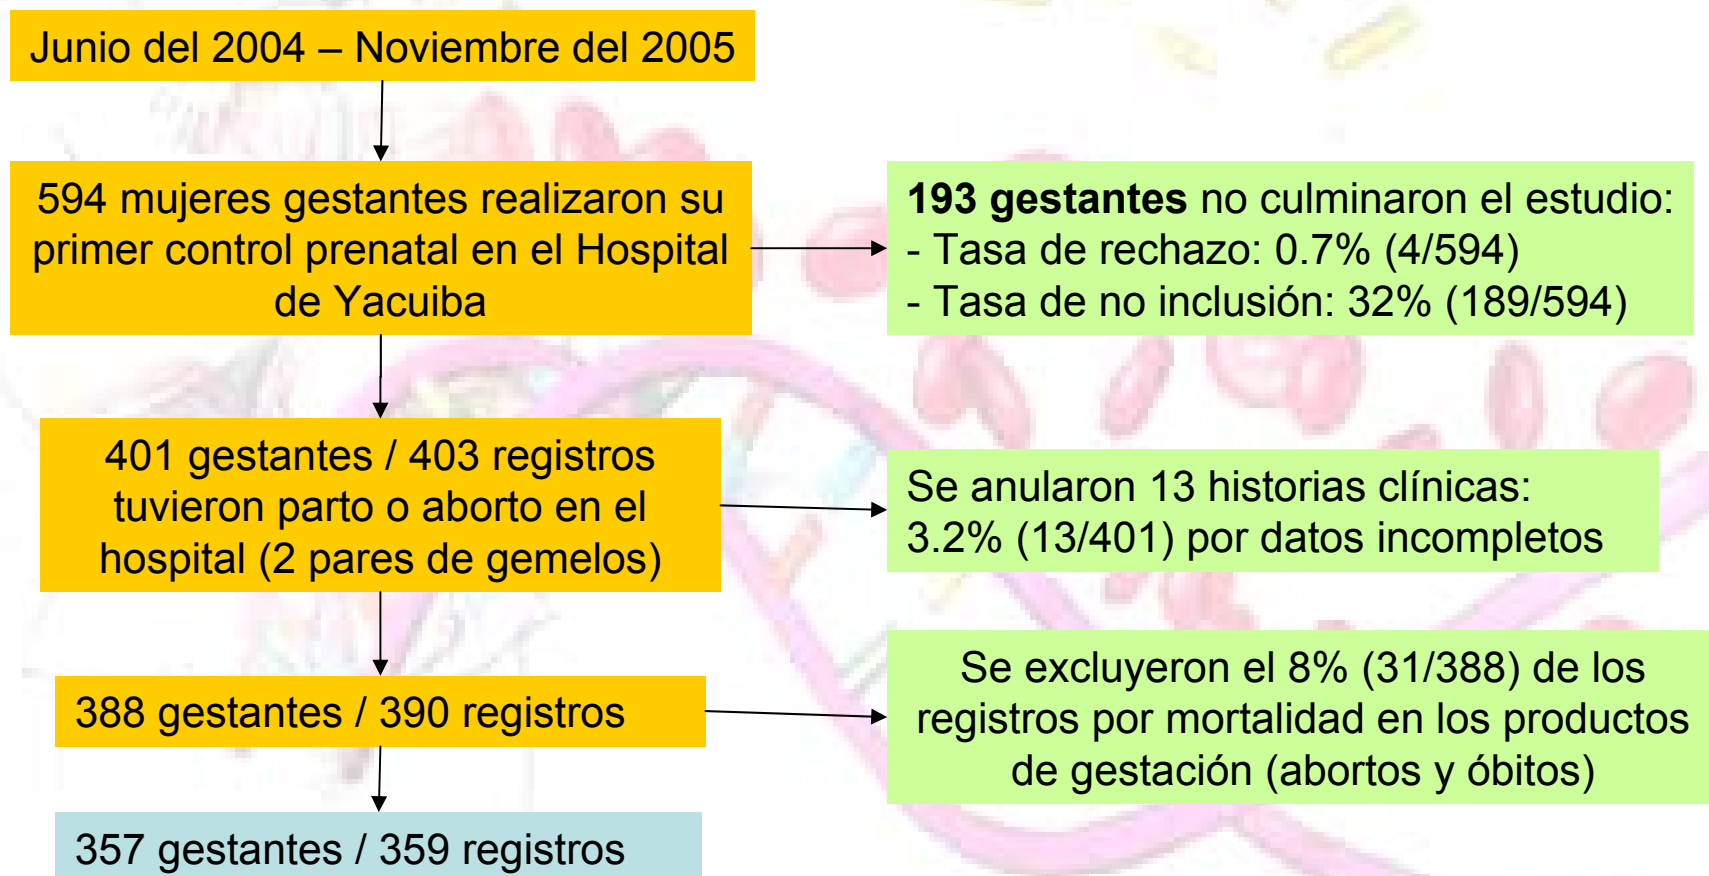 Junio del 2004 – Noviembre del 2005
594 mujeres gestantes realizaron su
primer control prenatal en el Hospital
de Yacuiba
193 gestantes no culminaron el estudio:
- Tasa de rechazo: 0.7% (4/594)
- Tasa de no inclusión: 32% (189/594)
401 gestantes / 403 registros
tuvieron parto o aborto en el
hospital (2 pares de gemelos)
Se anularon 13 historias clínicas:
3.2% (13/401) por datos incompletos
388 gestantes / 390 registros
Se excluyeron el 8% (31/388) de los
registros por mortalidad en los productos
de gestación (abortos y óbitos)
357 gestantes / 359 registros